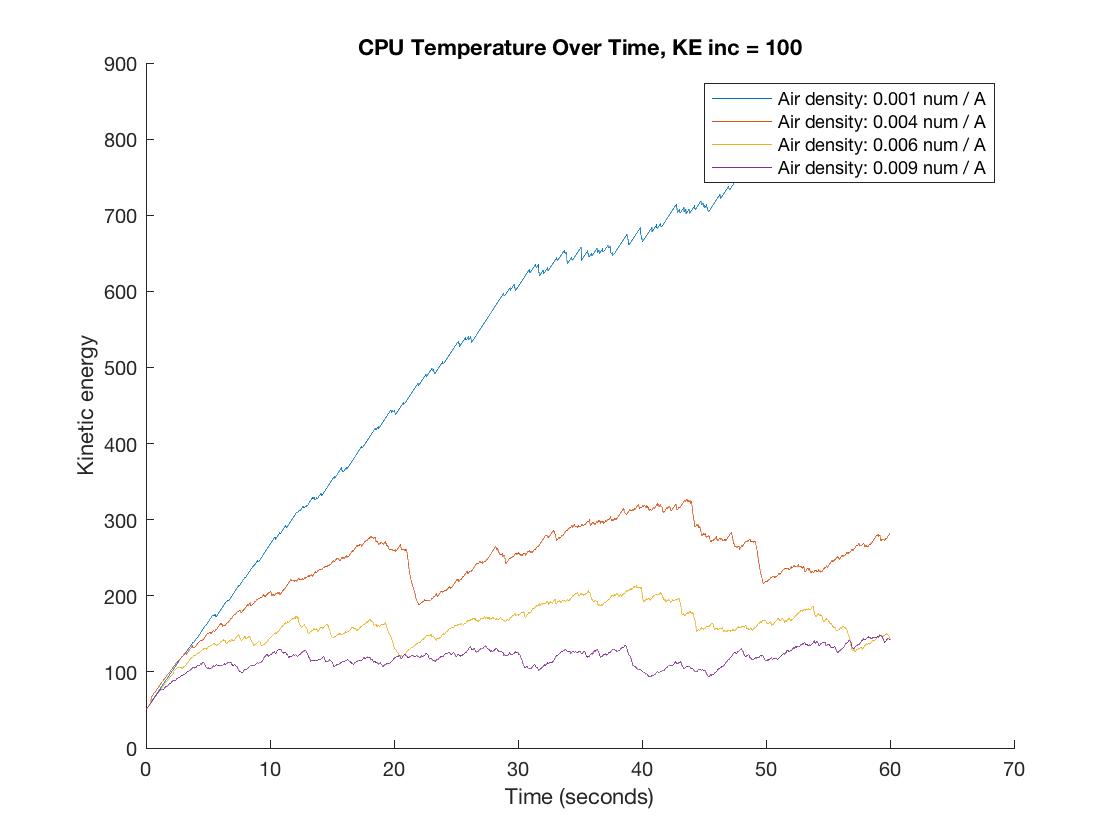 CPU Temperature Over Time, KE inc = 100
900
800
700
600
500
400
300
200
100
0
Kinetic energy
Air density: 0.001 num / A
Air density: 0.004 num / A
Air density: 0.006 num / A
Air density: 0.009 num / A
0 10 20 30 40 50 60 70
Time (seconds)